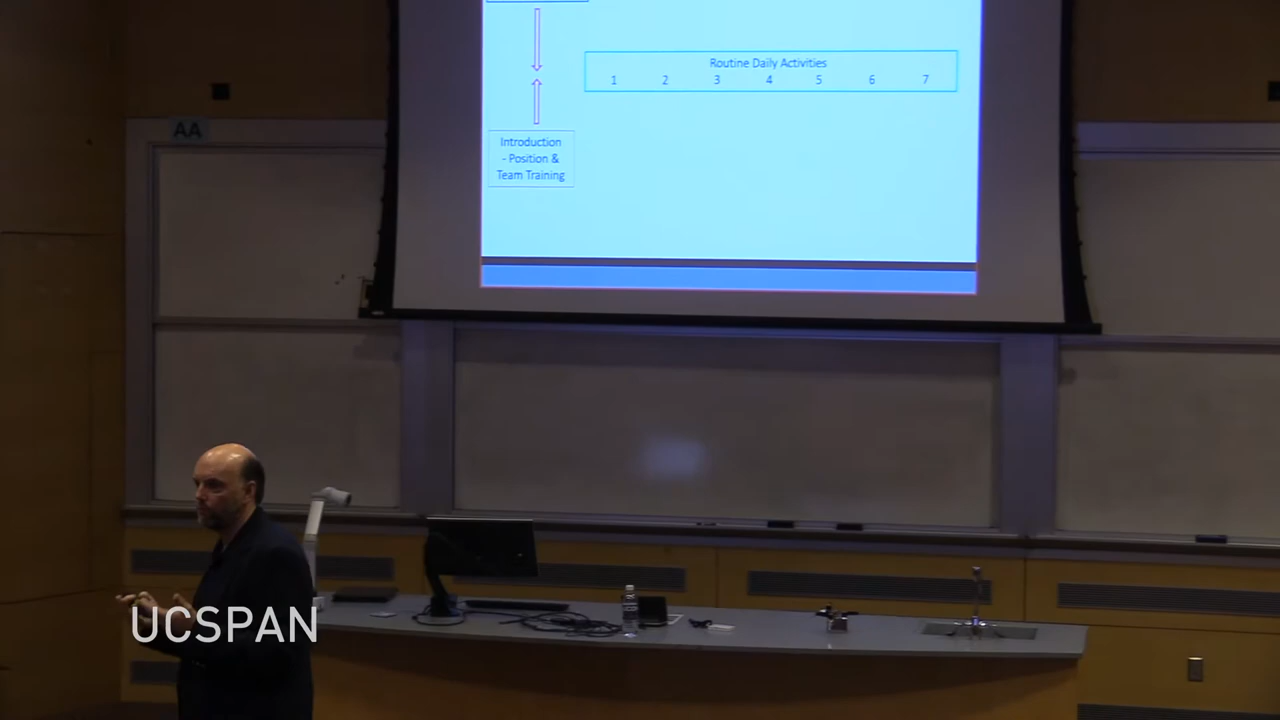 Routine Daily Activities
1 2 3 4 5 6 7
Introduction
- Position &
Team Training
AA
UCSPAN